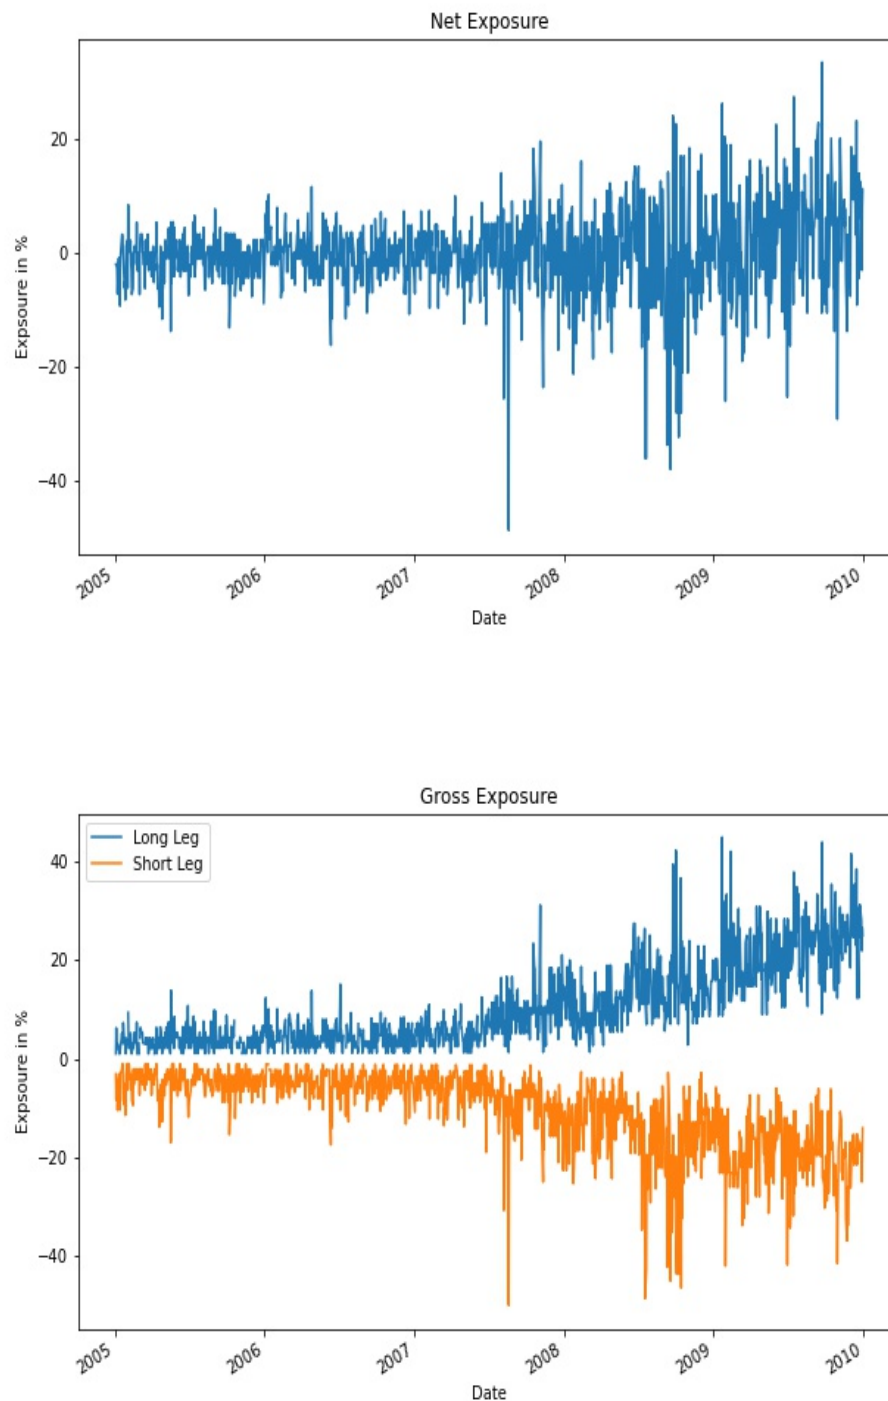 Net Exposure
20
0
−20
−40
Expsoure in %
2005
2006
2007
2008
2009
2010
Date
Gross Exposure
Long Leg
Short Leg
40
20
0
−20
−40
Expsoure in %
2005
2006
2007
2008
2009
2010
Date